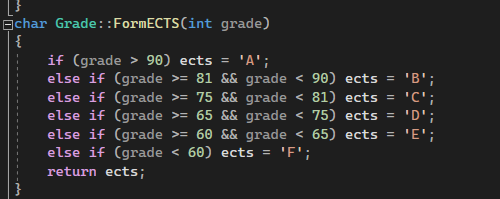 }
char Grade::FormECTS(int grade)
{
if (grade > 90) ects = 'A';
else if (grade >= 81 && grade < 90) ects = 'B';
else if (grade >= 75 && grade < 81) ects = 'C';
else if (grade >= 65 && grade < 75) ects = 'D';
else if (grade >= 60 && grade < 65) ects = 'E';
else if (grade < 60) ects = 'F';
return ects;
}